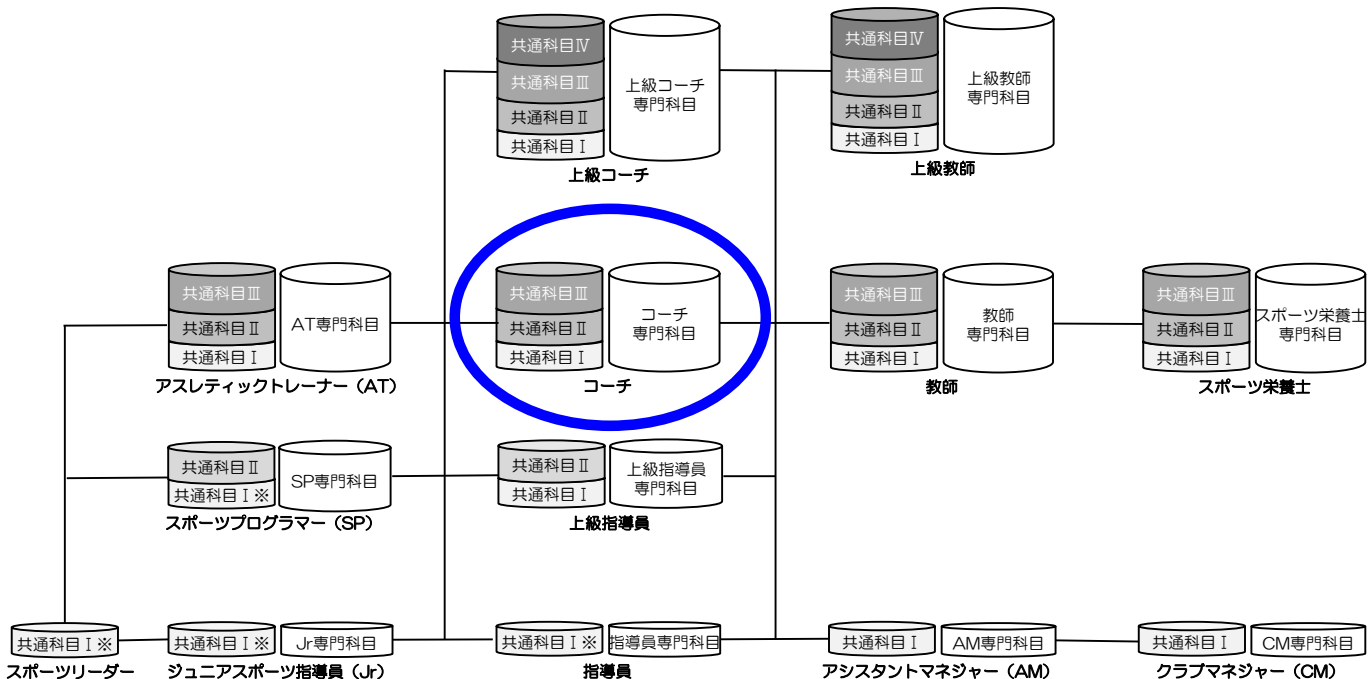 共通科目Ⅳ
共通科目Ⅲ
共通科目Ⅱ
共通科目Ⅰ
上級コーチ
専門科目
上級コーチ
共通科目Ⅳ
共通科目Ⅲ
共通科目Ⅱ
共通科目Ⅰ
上級教師
専門科目
上級教師
共通科目Ⅲ
共通科目Ⅱ
共通科目Ⅰ
AT専門科目
アスレティックトレーナー（AT）
共通科目Ⅲ
共通科目Ⅱ
共通科目Ⅰ
コーチ
専門科目
コーチ
共通科目Ⅲ
共通科目Ⅱ
共通科目Ⅰ
教師
専門科目
教師
共通科目Ⅲ
共通科目Ⅱ
共通科目Ⅰ
スポーツ栄養士
専門科目
スポーツ栄養士
共通科目Ⅱ
共通科目Ⅰ※
SP専門科目
スポーツプログラマー（SP）
共通科目Ⅱ
共通科目Ⅰ
上級指導員
専門科目
上級指導員
共通科目Ⅰ※
スポーツリーダー
共通科目Ⅰ※
Jr専門科目
ジュニアスポーツ指導員（Jr）
共通科目Ⅰ※
指導員専門科目
指導員
共通科目Ⅰ
AM専門科目
アシスタントマネジャー（AM）
共通科目Ⅰ
CM専門科目
クラブマネジャー（CM）